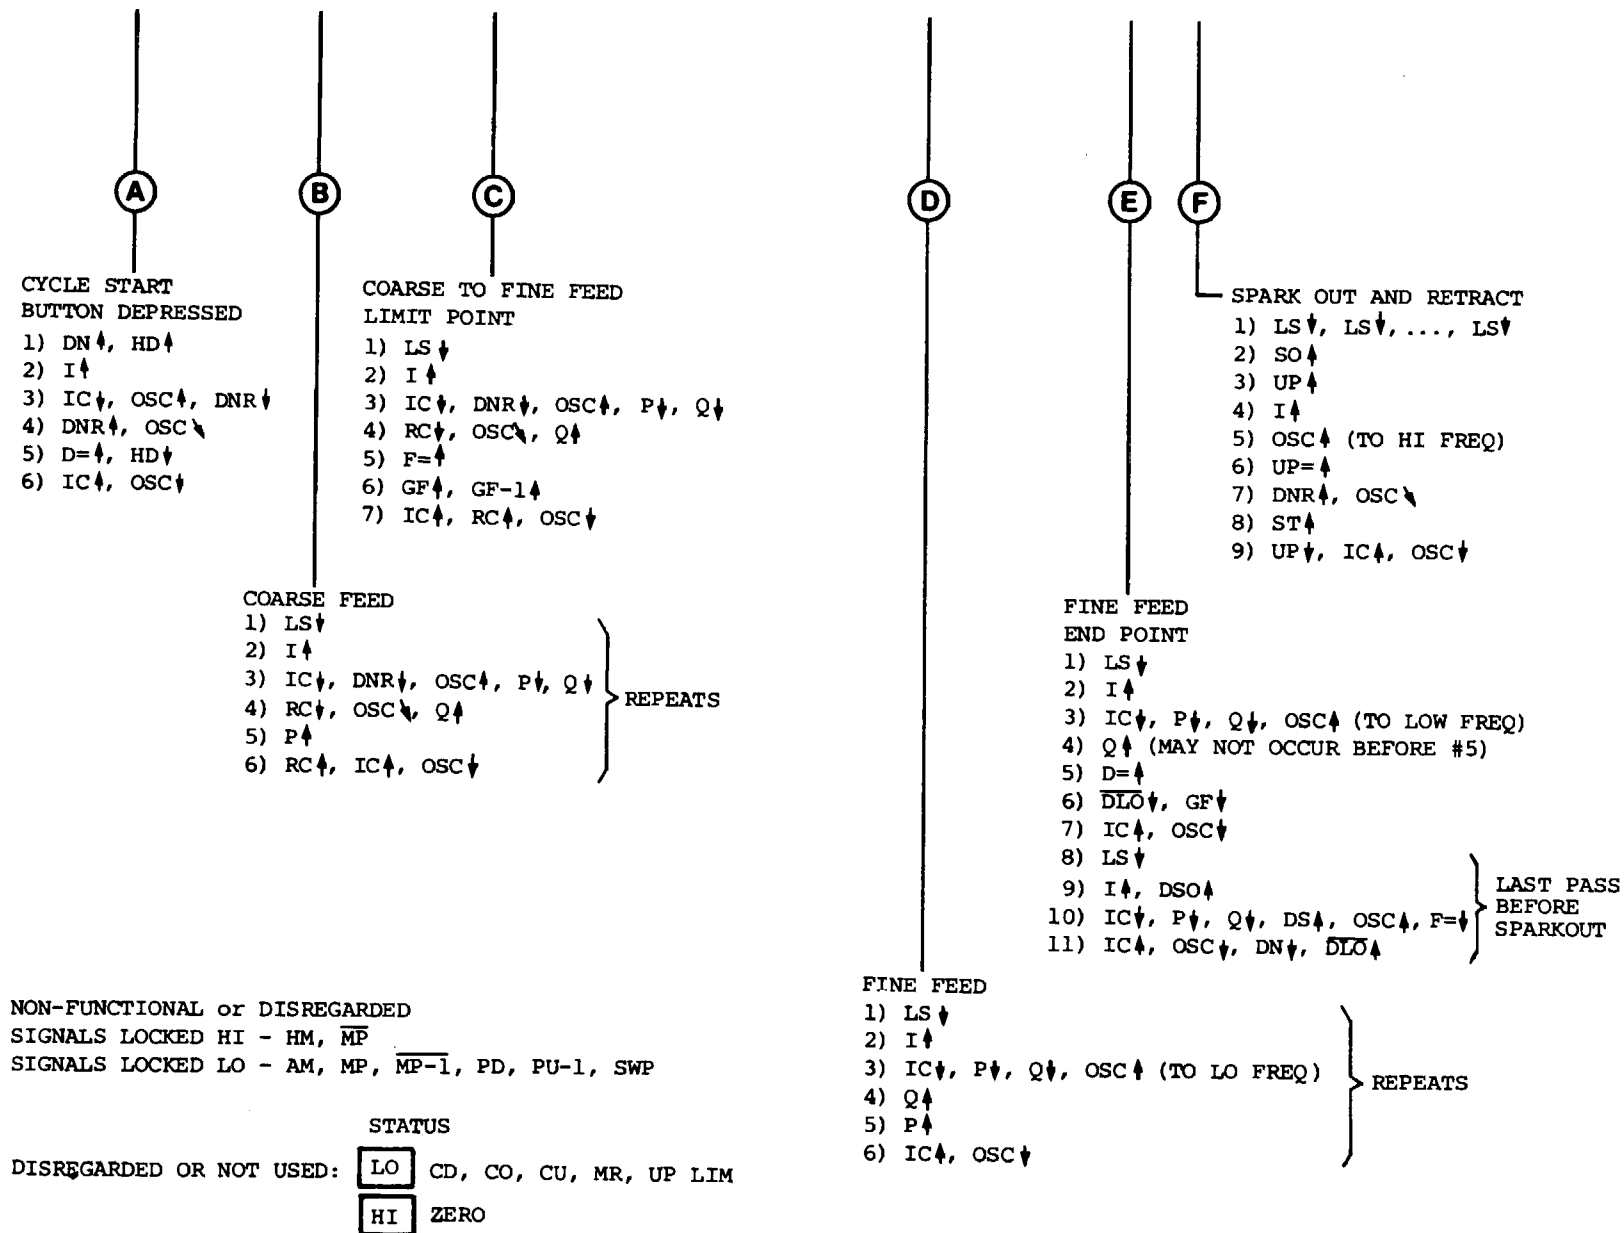 A
B
C
D
E
F
CYCLE START
BUTTON DEPRESSED
1) DN↑, HD↑
2) I↑
3) IC↓, OSC↑, DNR↓
4) DNR↑, OSC↘
5) D=↑, HD↓
6) IC↑, OSC↓
COARSE FEED
1) LS↓
2) I↑
3) IC↓, DNR↓, OSC↑, P↓, Q↓
4) RC↓, OSC↘, Q↑
5) P↑
6) RC↑, IC↑, OSC↓
REPEATS
COARSE TO FINE FEED
LIMIT POINT
1) LS↓
2) I↑
3) IC↓, DNR↓, OSC↑, P↓, Q↓
4) RC↓, OSC↘, Q↑
5) F=↑
6) GF↑, GF-1↑
7) IC↑, RC↑, OSC↓
FINE FEED
1) LS↓
2) I↑
3) IC↓, P↓, Q↓, OSC↑ (TO LO FREQ)
4) Q↑
5) P↑
6) IC↑, OSC↓
REPEATS
FINE FEED
END POINT
1) LS↓
2) I↑
3) IC↓, P↓, Q↓, OSC↑ (TO LOW FREQ)
4) Q↑ (MAY NOT OCCUR BEFORE #5)
5) D=↑
6) D̅L̅O̅↓, GF↓
7) IC↑, OSC↓
8) LS↓
9) I↑, DSO↑
10) IC↓, P↓, Q↓, DS↑, OSC↑, F=↓
11) IC↑, OSC↓, DN↓, D̅L̅O̅↑
LAST PASS
BEFORE
SPARKOUT
SPARK OUT AND RETRACT
1) LS↓, LS↓, ..., LS↓
2) SO↑
3) UP↑
4) I↑
5) OSC↑ (TO HI FREQ)
6) UP=↑
7) DNR↑, OSC↘
8) ST↑
9) UP↓, IC↑, OSC↓
NON-FUNCTIONAL or DISREGARDED
SIGNALS LOCKED HI - HM, M̅P̅
SIGNALS LOCKED LO - AM, MP, M̅P̅-̅1̅, PD, PU-1, SWP
STATUS
DISREGARDED OR NOT USED: LO CD, CO, CU, MR, UP LIM
HI ZERO